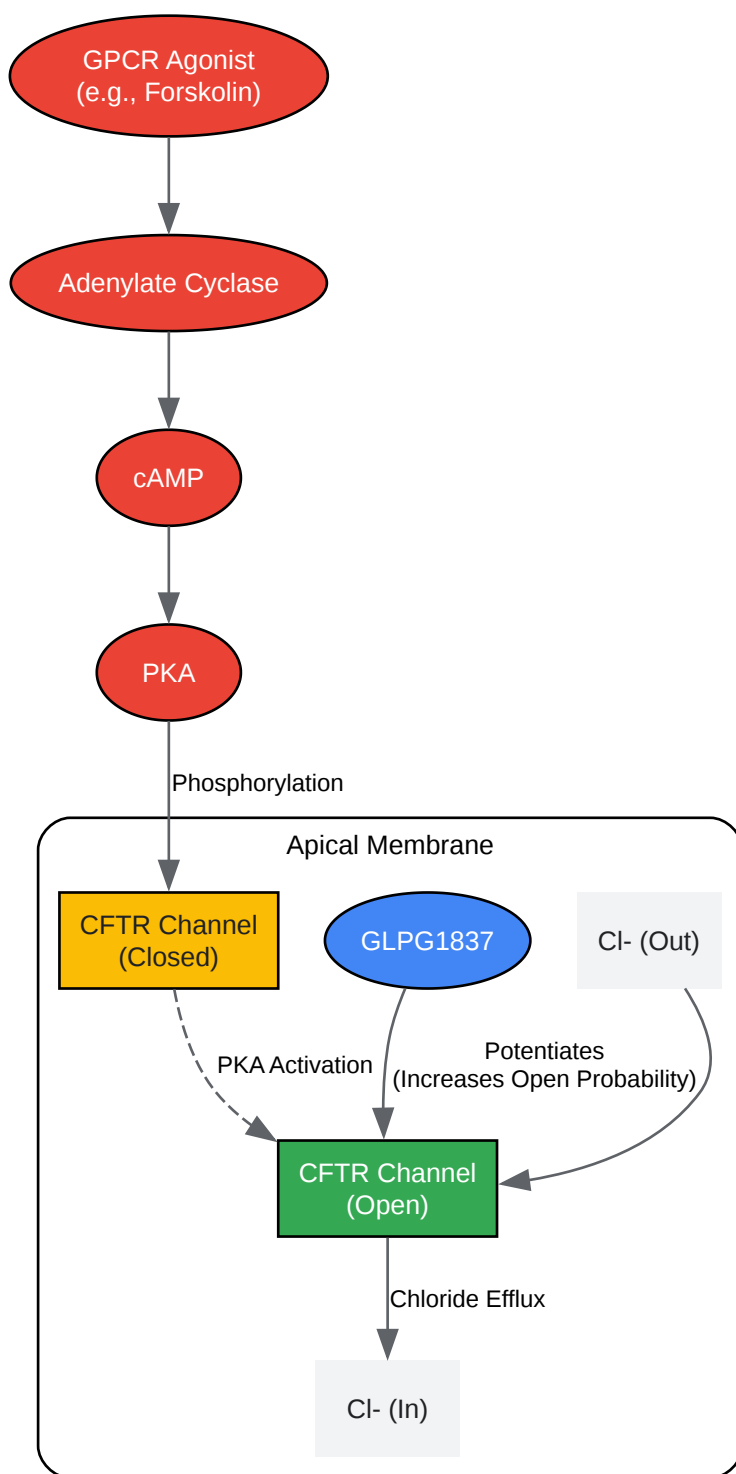 GPCR Agonist
(e.g., Forskolin)
Adenylate Cyclase
cAMP
PKA
Phosphorylation
Apical Membrane
CFTR Channel
(Closed)
GLPG1837
Cl- (Out)
PKA Activation
Potentiates
(Increases Open Probability)
CFTR Channel
(Open)
Chloride Efflux
Cl- (In)